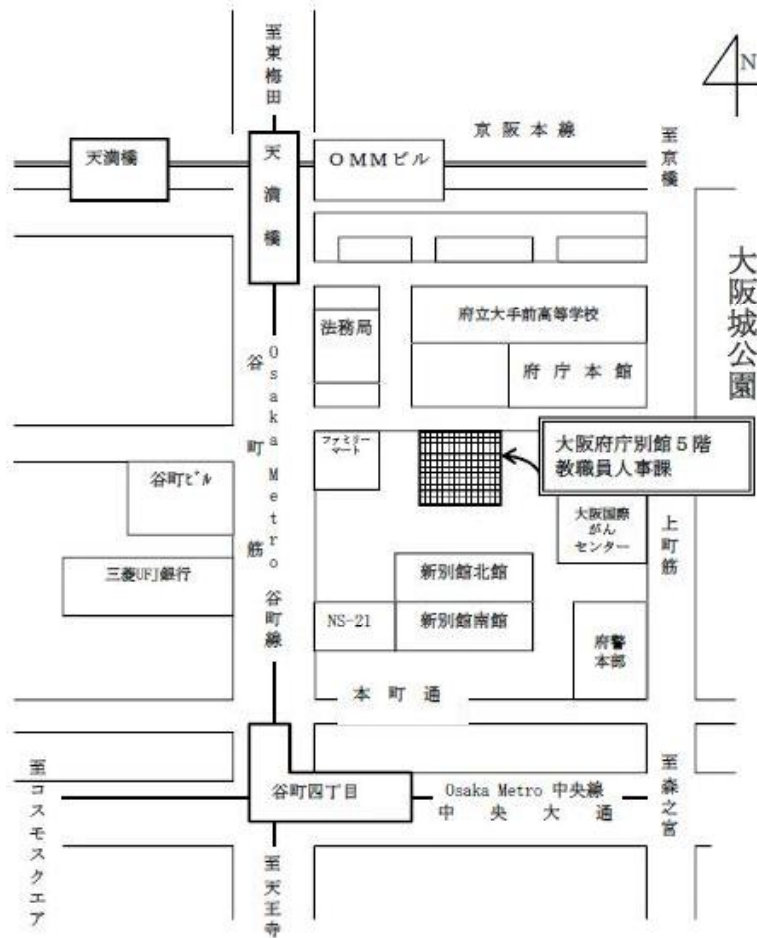 至東梅田
N
京阪本線
至京橋
天満橋
天満橋
OMMビル
大阪城公園
法務局
府立大手前高等学校
府庁本館
谷町筋
Osaka Metro 谷町線
ファミリー
マート
大阪府庁別館5階
教職員人事課
谷町ビル
大阪国際
がん
センター
上町筋
三菱UFJ銀行
新別館北館
NS-21
新別館南館
府警
本部
本町通
至コスモスクエア
谷町四丁目
Osaka Metro 中央線
中央大通
至森之宮
至天王寺